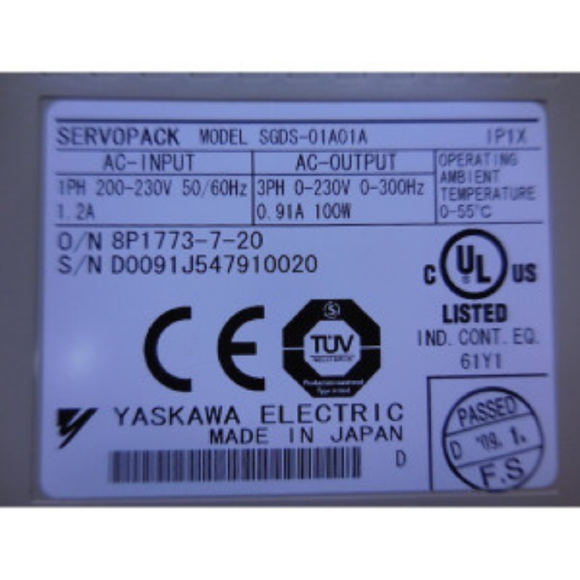 SERVOPACK MODEL SGDS-01A01A IP1X
AC-INPUT AC-OUTPUT OPERATING
AMBIENT
TEMPERATURE
0-55℃
1PH 200-230V 50/60Hz 3PH 0-230V 0-300Hz
1.2A 0.91A 100W
O/N 8P1773-7-20
S/N D0091J547910020
C UL US
LISTED
IND. CONT. EQ.
61Y1
CE
S
TÜV
Type tested
YASKAWA ELECTRIC
MADE IN JAPAN
D
PASSED
D '09. 1.
F.S